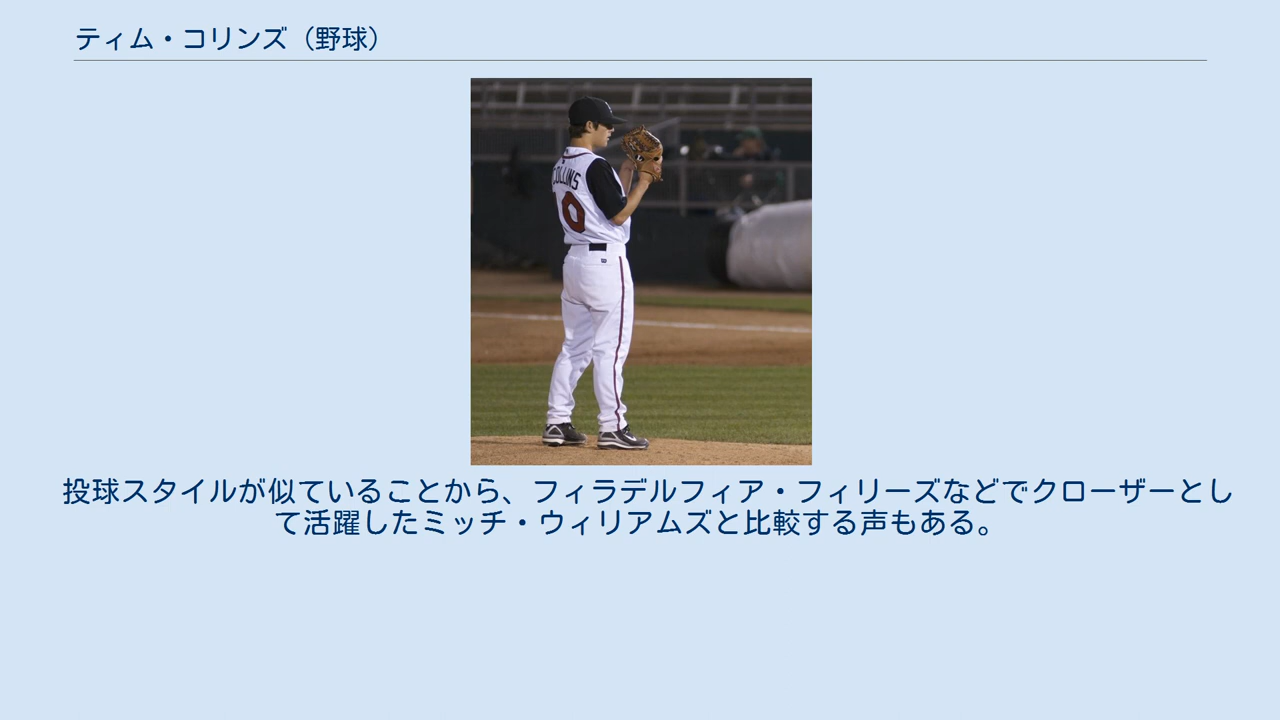 ティム・コリンズ（野球）
COLLINS
0
投球スタイルが似ていることから、フィラデルフィア・フィリーズなどでクローザーとし
て活躍したミッチ・ウィリアムズと比較する声もある。